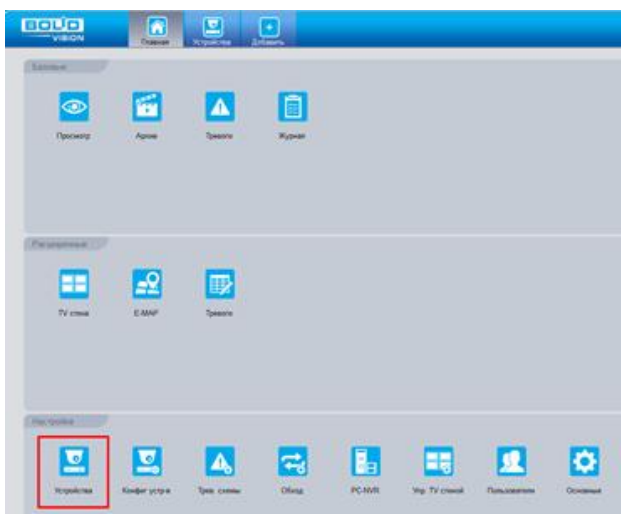 BOLID
VISION
Главная
Устройства
Добавить
Базовые
Просмотр
Архив
Тревоги
Журнал
Расширенные
TV стена
E-MAP
Тревоги
Настройка
Устройства
Конфиг устр-в
Трев. схемы
Обход
PC-NVR
Упр. TV стеной
Пользователи
Основные